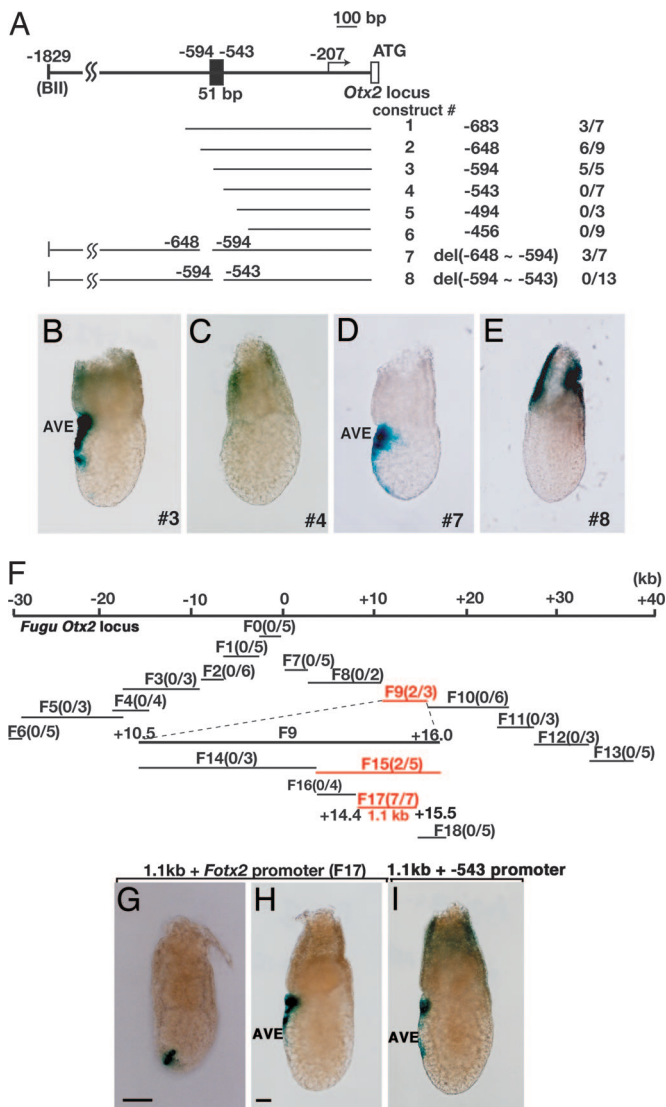 A
100 bp
-1829
-594 -543
-207
ATG
(BII)
51 bp
Otx2 locus
construct #
1 -683 3/7
2 -648 6/9
3 -594 5/5
4 -543 0/7
5 -494 0/3
6 -456 0/9
-648 -594
7 del(-648 ~ -594) 3/7
-594 -543
8 del(-594 ~ -543) 0/13
B C D E
AVE AVE
#3 #4 #7 #8
F
(kb)
-30 -20 -10 0 +10 +20 +30 +40
Fugu Otx2 locus
F0(0/5)
F1(0/5)
F2(0/6)
F3(0/3)
F4(0/4)
F5(0/3)
F6(0/5)
F7(0/5)
F8(0/2)
F9(2/3)
F10(0/6)
F11(0/3)
F12(0/3)
F13(0/5)
+10.5 F9 +16.0
F14(0/3)
F15(2/5)
F16(0/4)
F17(7/7)
+14.4 1.1 kb +15.5
F18(0/5)
1.1kb + Fotx2 promoter (F17)
1.1kb + -543 promoter
G H I
AVE AVE